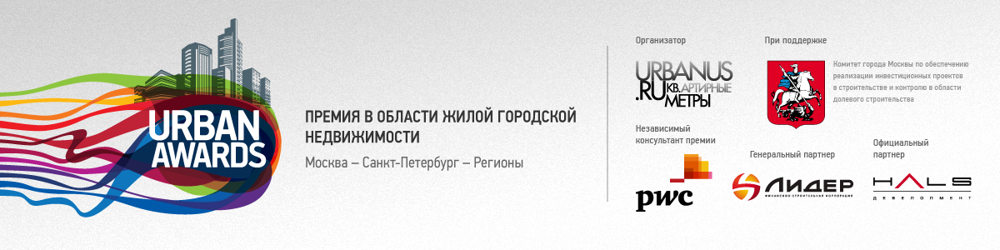 URBAN
AWARDS
ПРЕМИЯ В ОБЛАСТИ ЖИЛОЙ ГОРОДСКОЙ
НЕДВИЖИМОСТИ
Москва – Санкт-Петербург – Регионы
Организатор
URBANUS
.RU КВ.АРТИРНЫЕ
МЕТРЫ
При поддержке
Комитет города Москвы по обеспечению
реализации инвестиционных проектов
в строительстве и контролю в области
долевого строительства
Независимый
консультант премии
pwc
Генеральный партнер
ЛИДЕР
ФИНАНСОВО-СТРОИТЕЛЬНАЯ КОРПОРАЦИЯ
Официальный
партнер
HALS
ДЕВЕЛОПМЕНТ